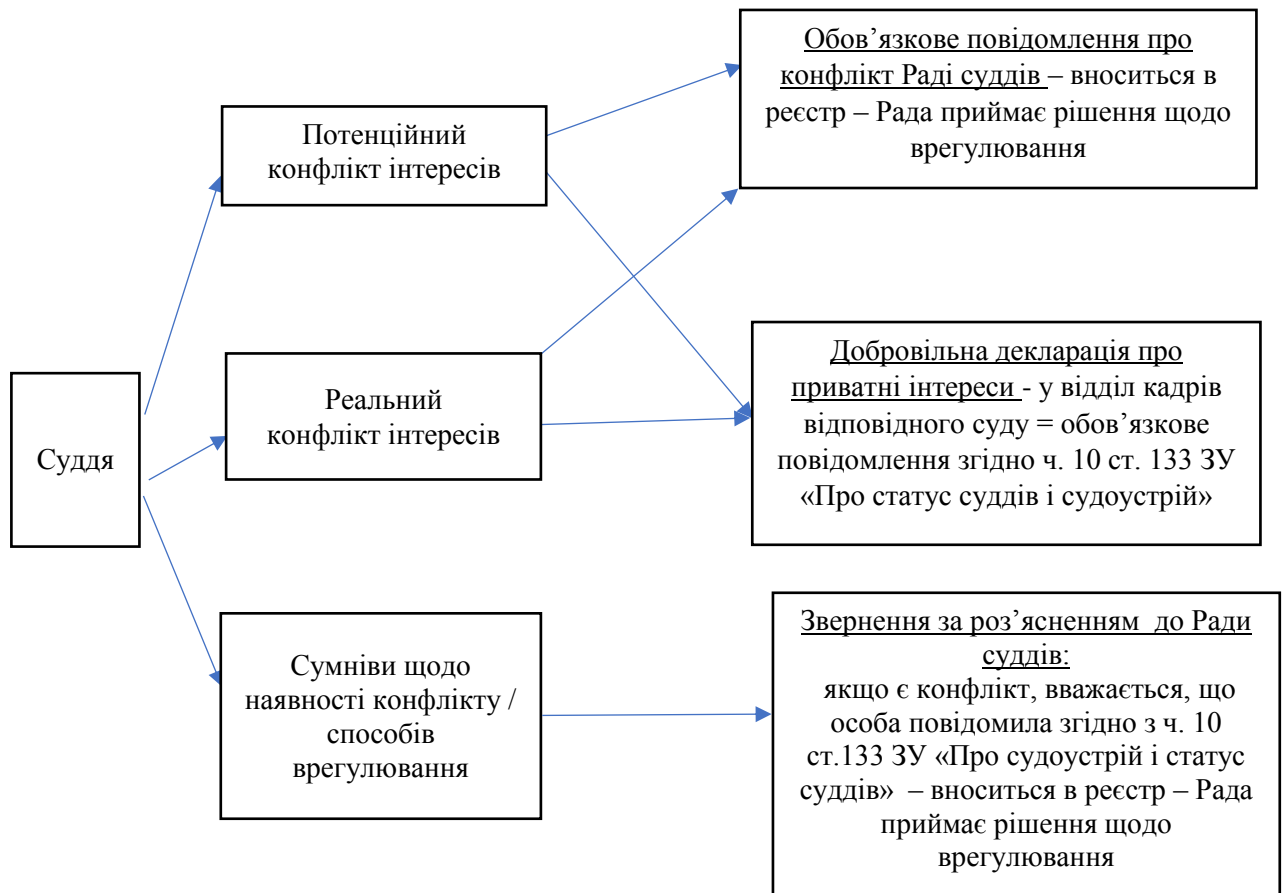 Обов’язкове повідомлення про
конфлікт Раді суддів – вноситься в
реєстр – Рада приймає рішення щодо
врегулювання
Потенційний
конфлікт інтересів
Добровільна декларація про
приватні інтереси - у відділ кадрів
відповідного суду = обов’язкове
повідомлення згідно ч. 10 ст. 133 ЗУ
«Про статус суддів і судоустрій»
Реальний
конфлікт інтересів
Суддя
Звернення за роз’ясненням до Ради
суддів:
якщо є конфлікт, вважається, що
особа повідомила згідно з ч. 10
ст.133 ЗУ «Про судоустрій і статус
суддів» – вноситься в реєстр – Рада
приймає рішення щодо
врегулювання
Сумніви щодо
наявності конфлікту /
способів
врегулювання